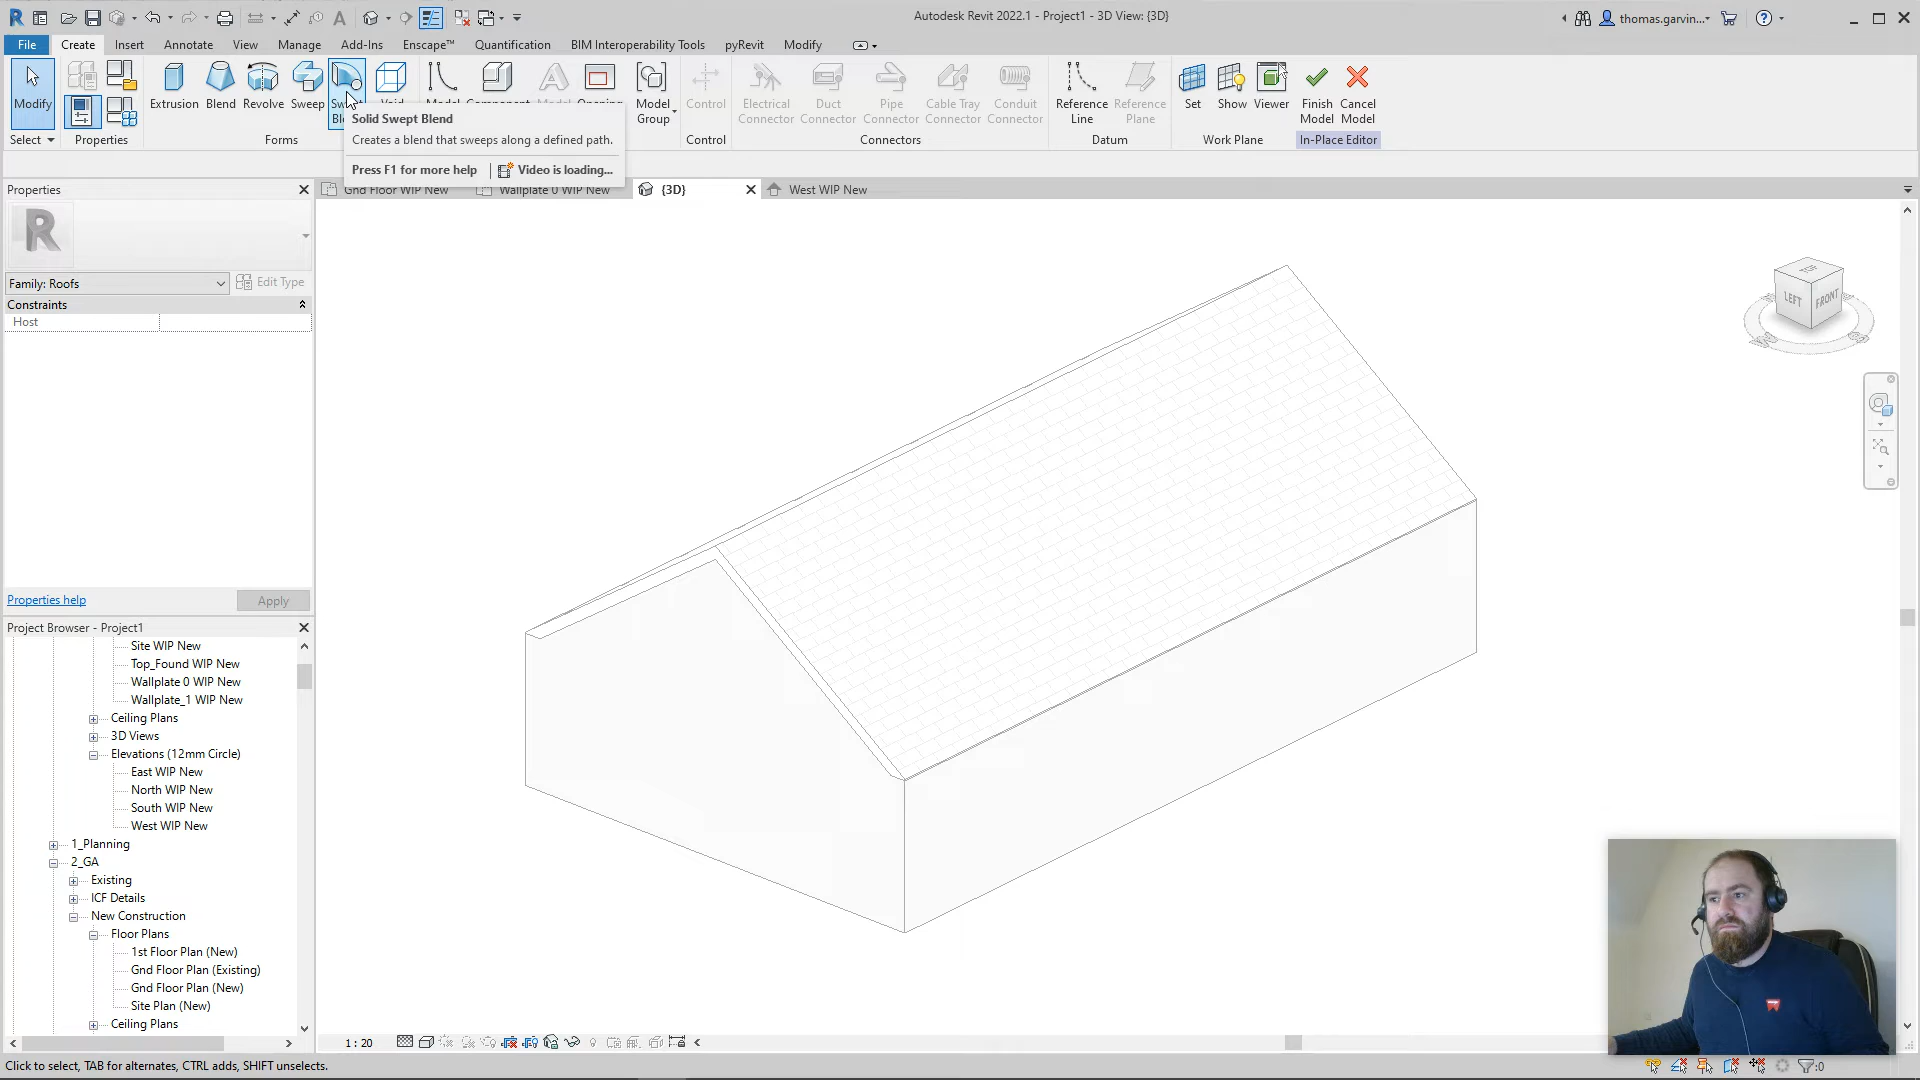 Autodesk Revit 2022.1 - Project1 - 3D View: {3D}
thomas.garvin...
File Create Insert Annotate View Manage Add-Ins Enscape™ Quantification BIM Interoperability Tools pyRevit Modify
Modify
Extrusion Blend Revolve Sweep
Model Group
Control
Electrical Connector
Duct Connector
Pipe Connector
Cable Tray Connector
Conduit Connector
Reference Line
Reference Plane
Set Show Viewer
Finish Model
Cancel Model
Select Properties Forms Control Connectors Datum Work Plane In-Place Editor
Solid Swept Blend
Creates a blend that sweeps along a defined path.
Press F1 for more help
Video is loading...
Gnd Floor WIP New
Wallplate 0 WIP New
{3D}
West WIP New
Properties
Family: Roofs
Edit Type
Constraints
Host
Properties help
Apply
Project Browser - Project1
Site WIP New
Top_Found WIP New
Wallplate 0 WIP New
Wallplate_1 WIP New
Ceiling Plans
3D Views
Elevations (12mm Circle)
East WIP New
North WIP New
South WIP New
West WIP New
1_Planning
2_GA
Existing
ICF Details
New Construction
Floor Plans
1st Floor Plan (New)
Gnd Floor Plan (Existing)
Gnd Floor Plan (New)
Site Plan (New)
Ceiling Plans
TOP
LEFT
FRONT
1 : 20
Click to select, TAB for alternates, CTRL adds, SHIFT unselects.
:0